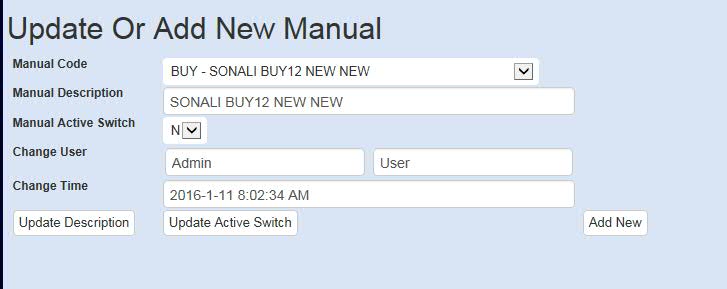 Update Or Add New Manual
Manual Code BUY - SONALI BUY12 NEW NEW
Manual Description SONALI BUY12 NEW NEW
Manual Active Switch N
Change User Admin User
Change Time 2016-1-11 8:02:34 AM
Update Description Update Active Switch Add New